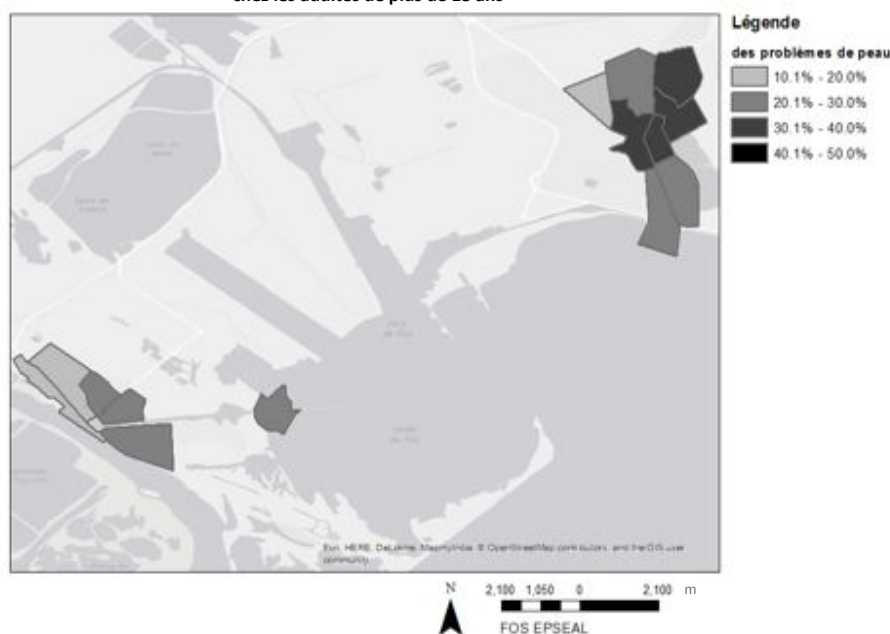 chez les adultes de plus de 18 ans
Légende
des problèmes de peau
10.1% - 20.0%
20.1% - 30.0%
30.1% - 40.0%
40.1% - 50.0%
Esri, HERE, DeLorme, MapmyIndia, © OpenStreetMap contributors, and the GIS user
community
N
2,100 1,050 0 2,100 m
FOS EPSEAL